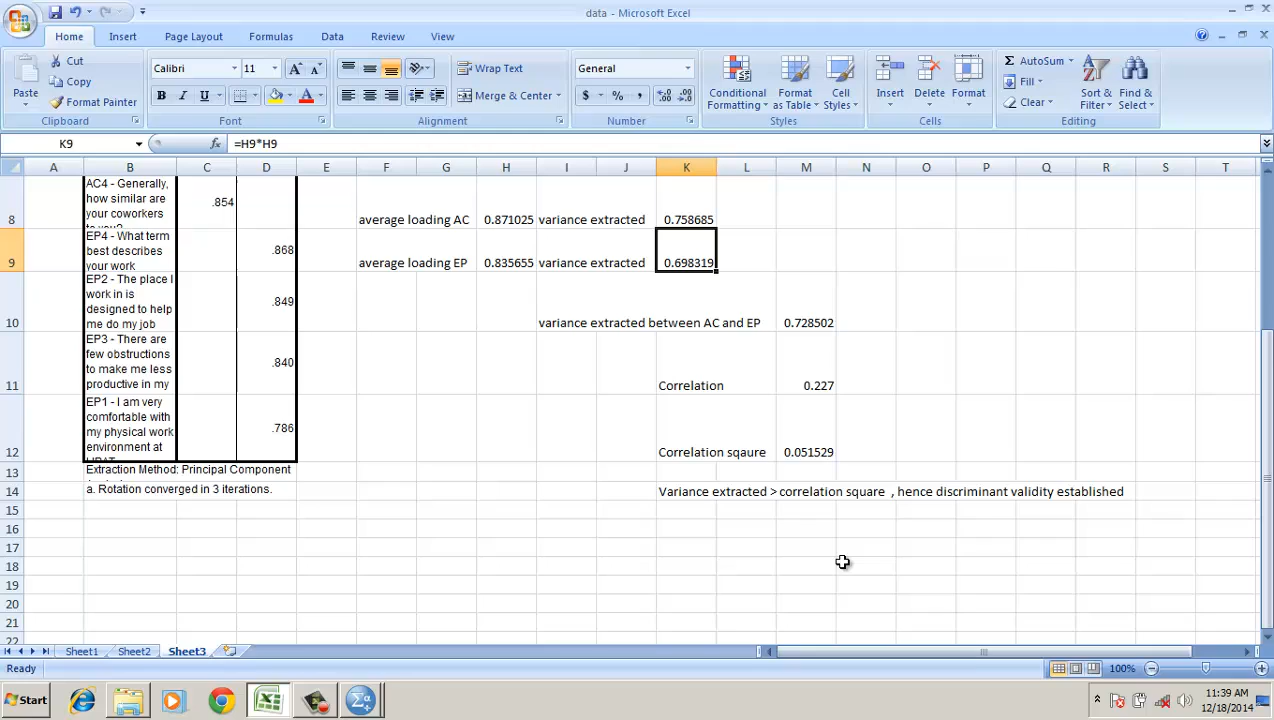 data - Microsoft Excel
Home Insert Page Layout Formulas Data Review View
Cut
Copy
Format Painter
Paste
Clipboard
Calibri 11
B I U
Font
Wrap Text
Merge & Center
Alignment
General
$ % ,
Number
Conditional Formatting
Format as Table
Cell Styles
Styles
Insert
Delete
Format
Cells
Σ AutoSum
Fill
Clear
Sort & Filter
Find & Select
Editing
K9 fx =H9*H9
A B C D E F G H I J K L M N O P Q R S T
AC4 - Generally,
how similar are
your coworkers
to you?
.854
8 average loading AC 0.871025 variance extracted 0.758685
EP4 - What term
best describes
your work
.868
9 average loading EP 0.835655 variance extracted 0.698319
EP2 - The place I
work in is
designed to help
me do my job
.849
10 variance extracted between AC and EP 0.728502
EP3 - There are
few obstructions
to make me less
productive in my
.840
11 Correlation 0.227
EP1 - I am very
comfortable with
my physical work
environment at
.786
12 Correlation sqaure 0.051529
13 Extraction Method: Principal Component
14 a. Rotation converged in 3 iterations. Variance extracted > correlation square , hence discriminant validity established
15
16
17
18
19
20
21
22
Sheet1 Sheet2 Sheet3
Ready 100%
Start
11:39 AM
12/18/2014